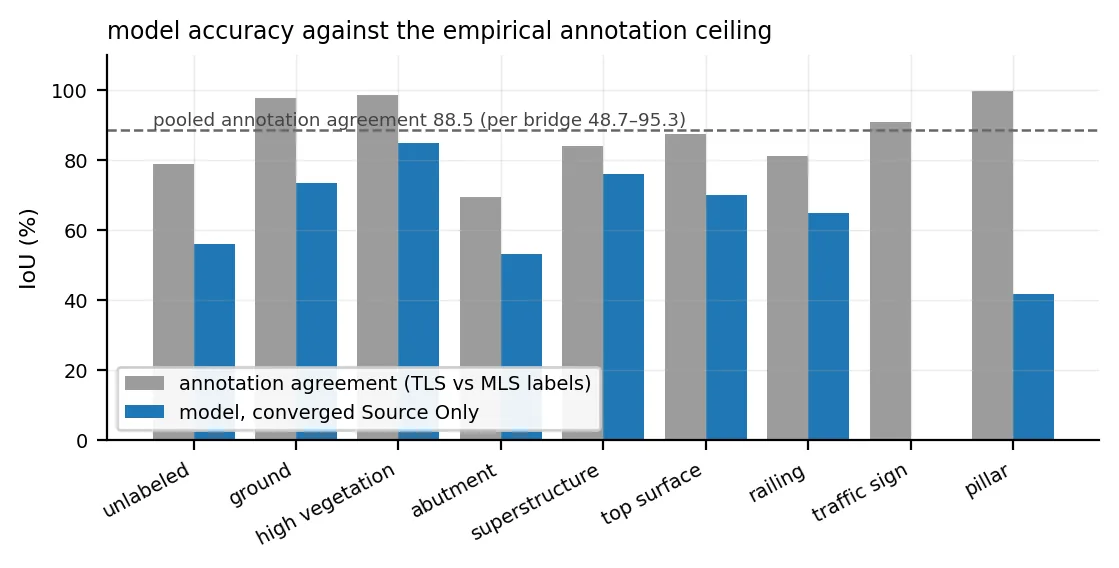 model accuracy against the empirical annotation ceiling
IoU (%)
100
80
60
40
20
0
pooled annotation agreement 88.5 (per bridge 48.7–95.3)
annotation agreement (TLS vs MLS labels)
model, converged Source Only
unlabeled
ground
high vegetation
abutment
superstructure
top surface
railing
traffic sign
pillar